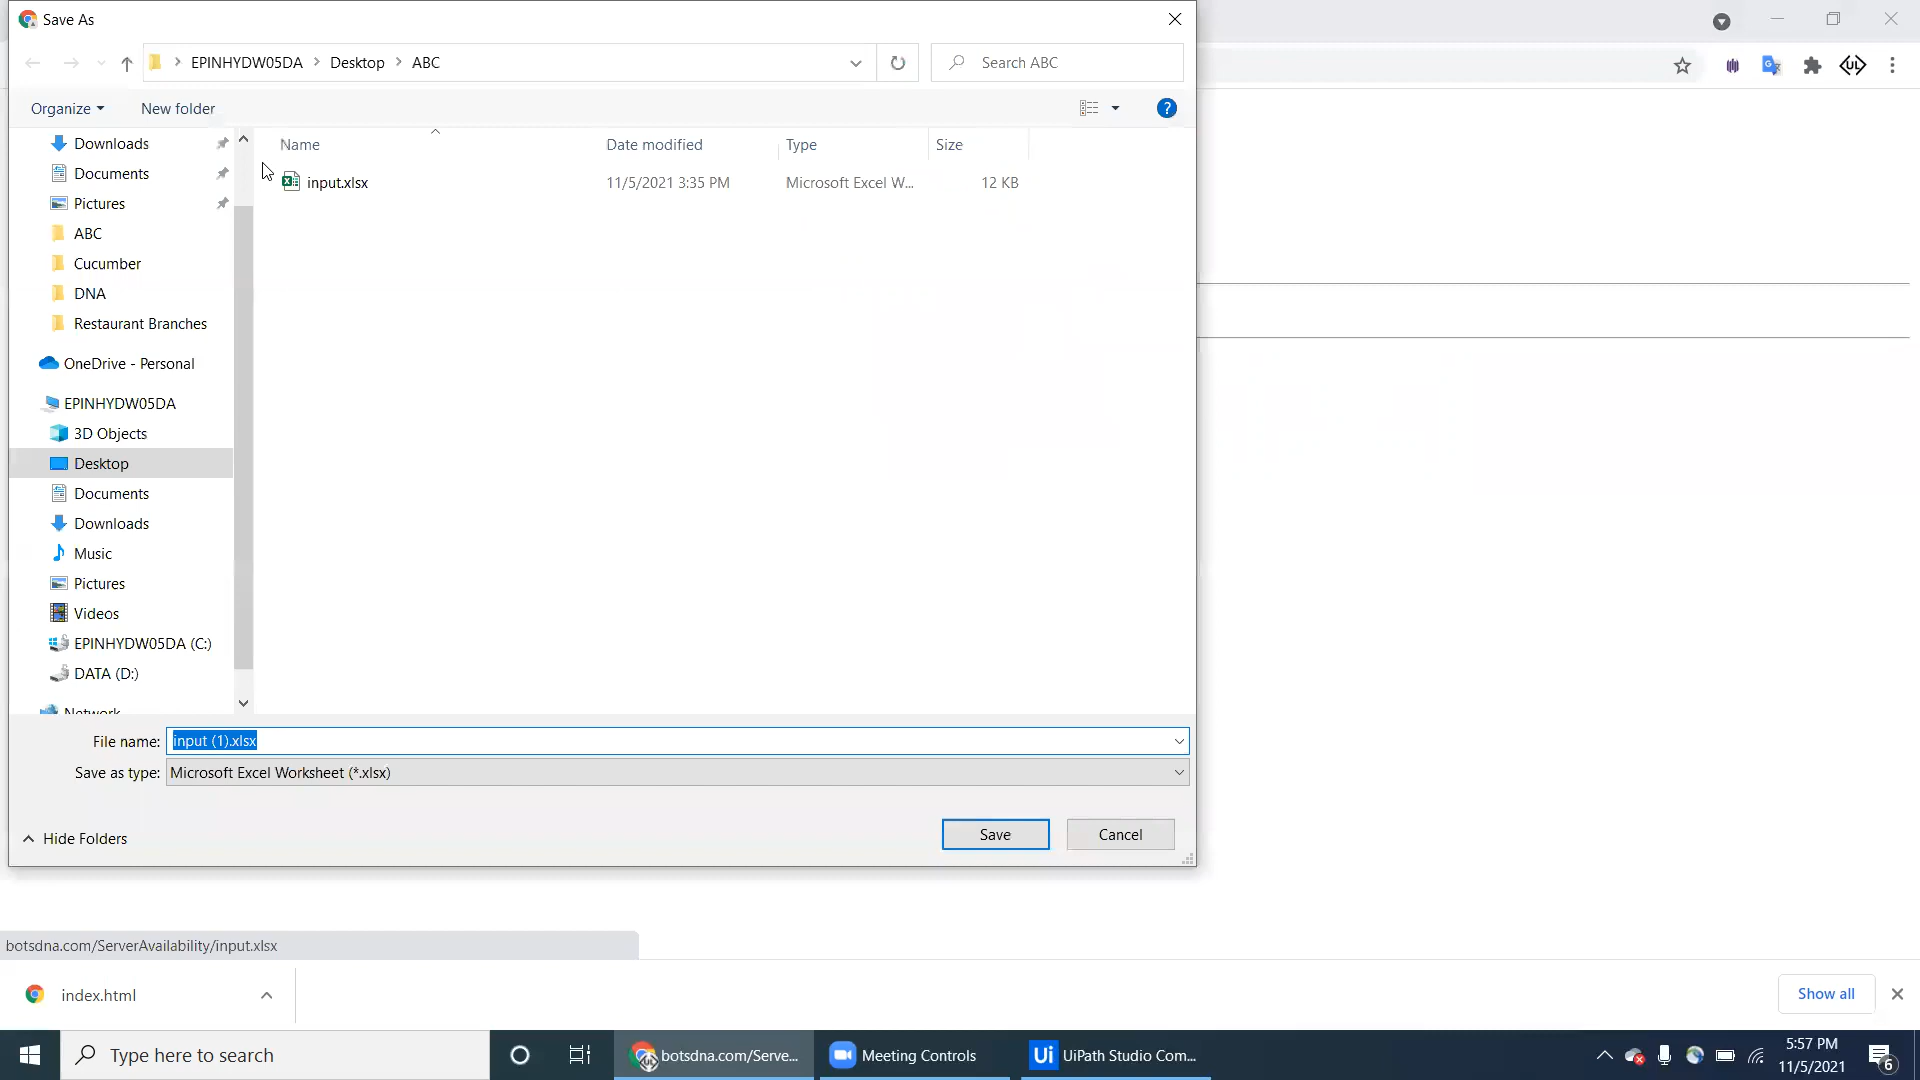 Save As
EPINHYDW05DA > Desktop > ABC
Search ABC
Organize
New folder
?
Name
Date modified
Type
Size
input.xlsx
11/5/2021 3:35 PM
Microsoft Excel W...
12 KB
Downloads
Documents
Pictures
ABC
Cucumber
DNA
Restaurant Branches
OneDrive - Personal
EPINHYDW05DA
3D Objects
Desktop
Documents
Downloads
Music
Pictures
Videos
EPINHYDW05DA (C:)
DATA (D:)
Network
File name: input (1).xlsx
Save as type: Microsoft Excel Worksheet (*.xlsx)
Hide Folders
Save
Cancel
botsdna.com/ServerAvailability/input.xlsx
index.html
Show all
Type here to search
botsdna.com/Serve...
Meeting Controls
Ui UiPath Studio Com...
5:57 PM
11/5/2021
6